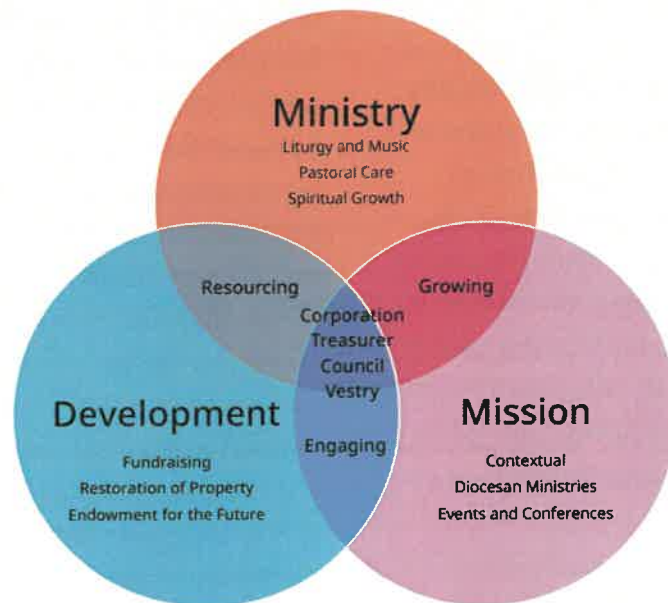 Ministry
Liturgy and Music
Pastoral Care
Spiritual Growth
Resourcing
Growing
Corporation
Treasurer
Council
Vestry
Engaging
Development
Fundraising
Restoration of Property
Endowment for the Future
Mission
Contextual
Diocesan Ministries
Events and Conferences